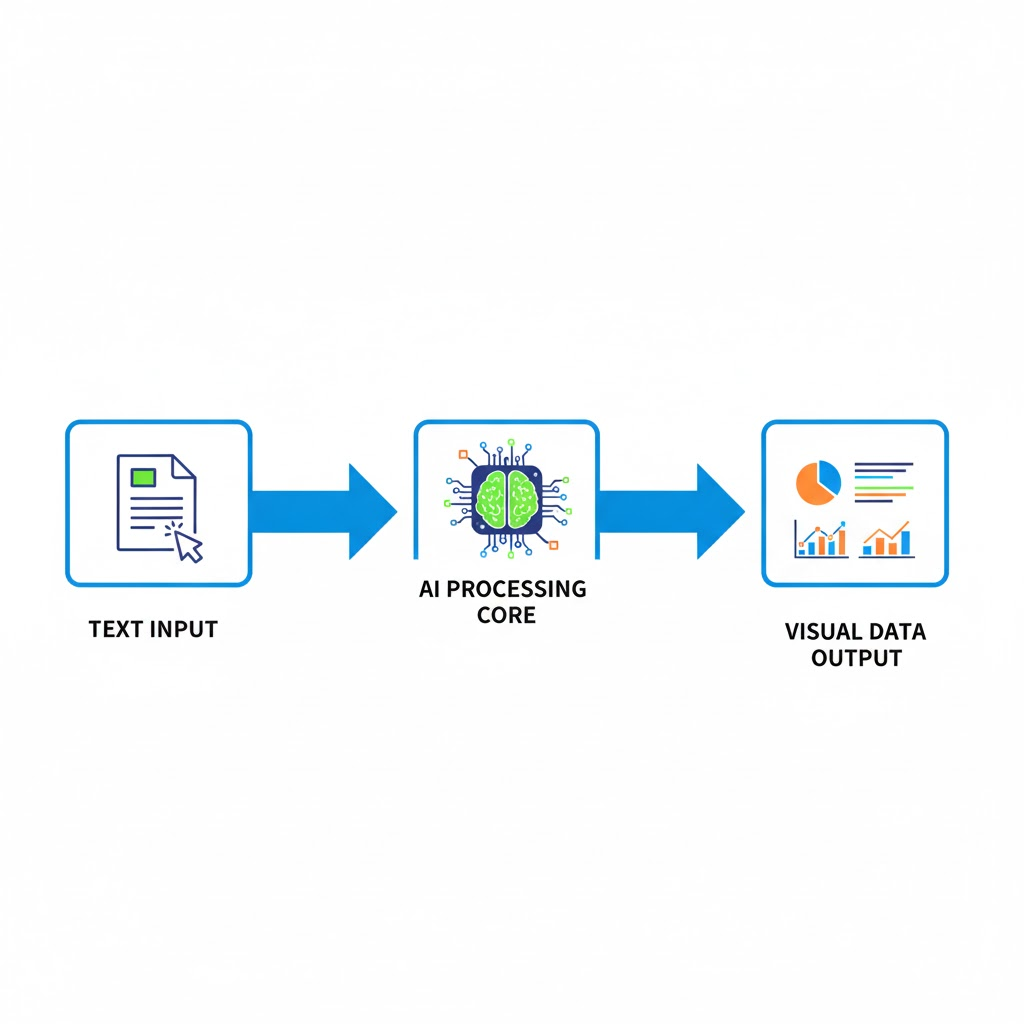 TEXT INPUT
AI PROCESSING
CORE
VISUAL DATA
OUTPUT